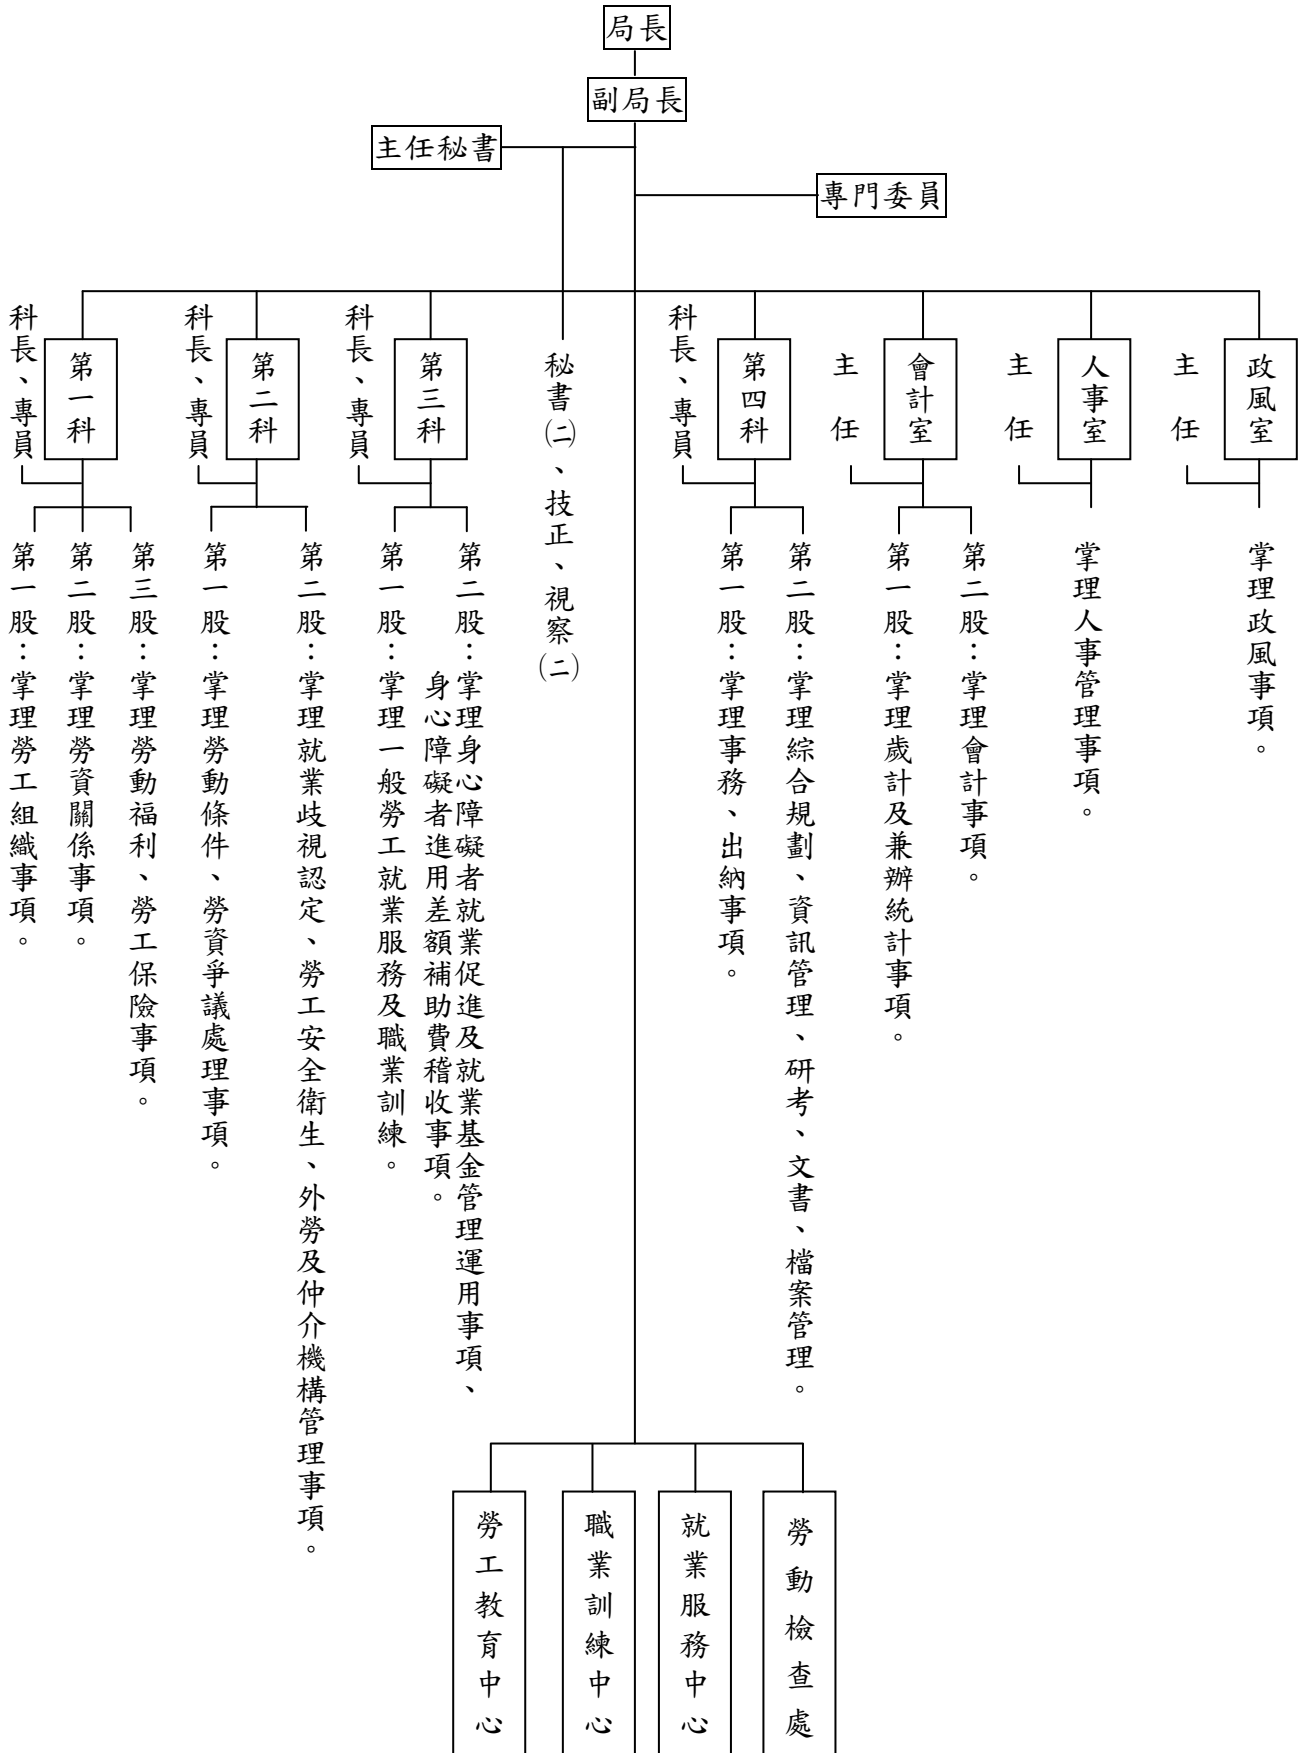 局長
副局長
主任秘書
專門委員
科長、專員
第一科
科長、專員
第二科
科長、專員
第三科
秘書(二)、技正、視察(二)
科長、專員
第四科
主任
會計室
主任
人事室
主任
政風室
第一股：掌理勞工組織事項。
第二股：掌理勞資關係事項。
第三股：掌理勞動福利、勞工保險事項。
第一股：掌理勞動條件、勞資爭議處理事項。
第二股：掌理就業歧視認定、勞工安全衛生、外勞及仲介機構管理事項。
第一股：掌理一般勞工就業服務及職業訓練。
第二股：掌理身心障礙者就業促進及就業基金管理運用事項、
身心障礙者進用差額補助費稽收事項。
第一股：掌理事務、出納事項。
第二股：掌理綜合規劃、資訊管理、研考、文書、檔案管理。
第一股：掌理歲計及兼辦統計事項。
第二股：掌理會計事項。
掌理人事管理事項。
掌理政風事項。
勞工教育中心
職業訓練中心
就業服務中心
勞動檢查處